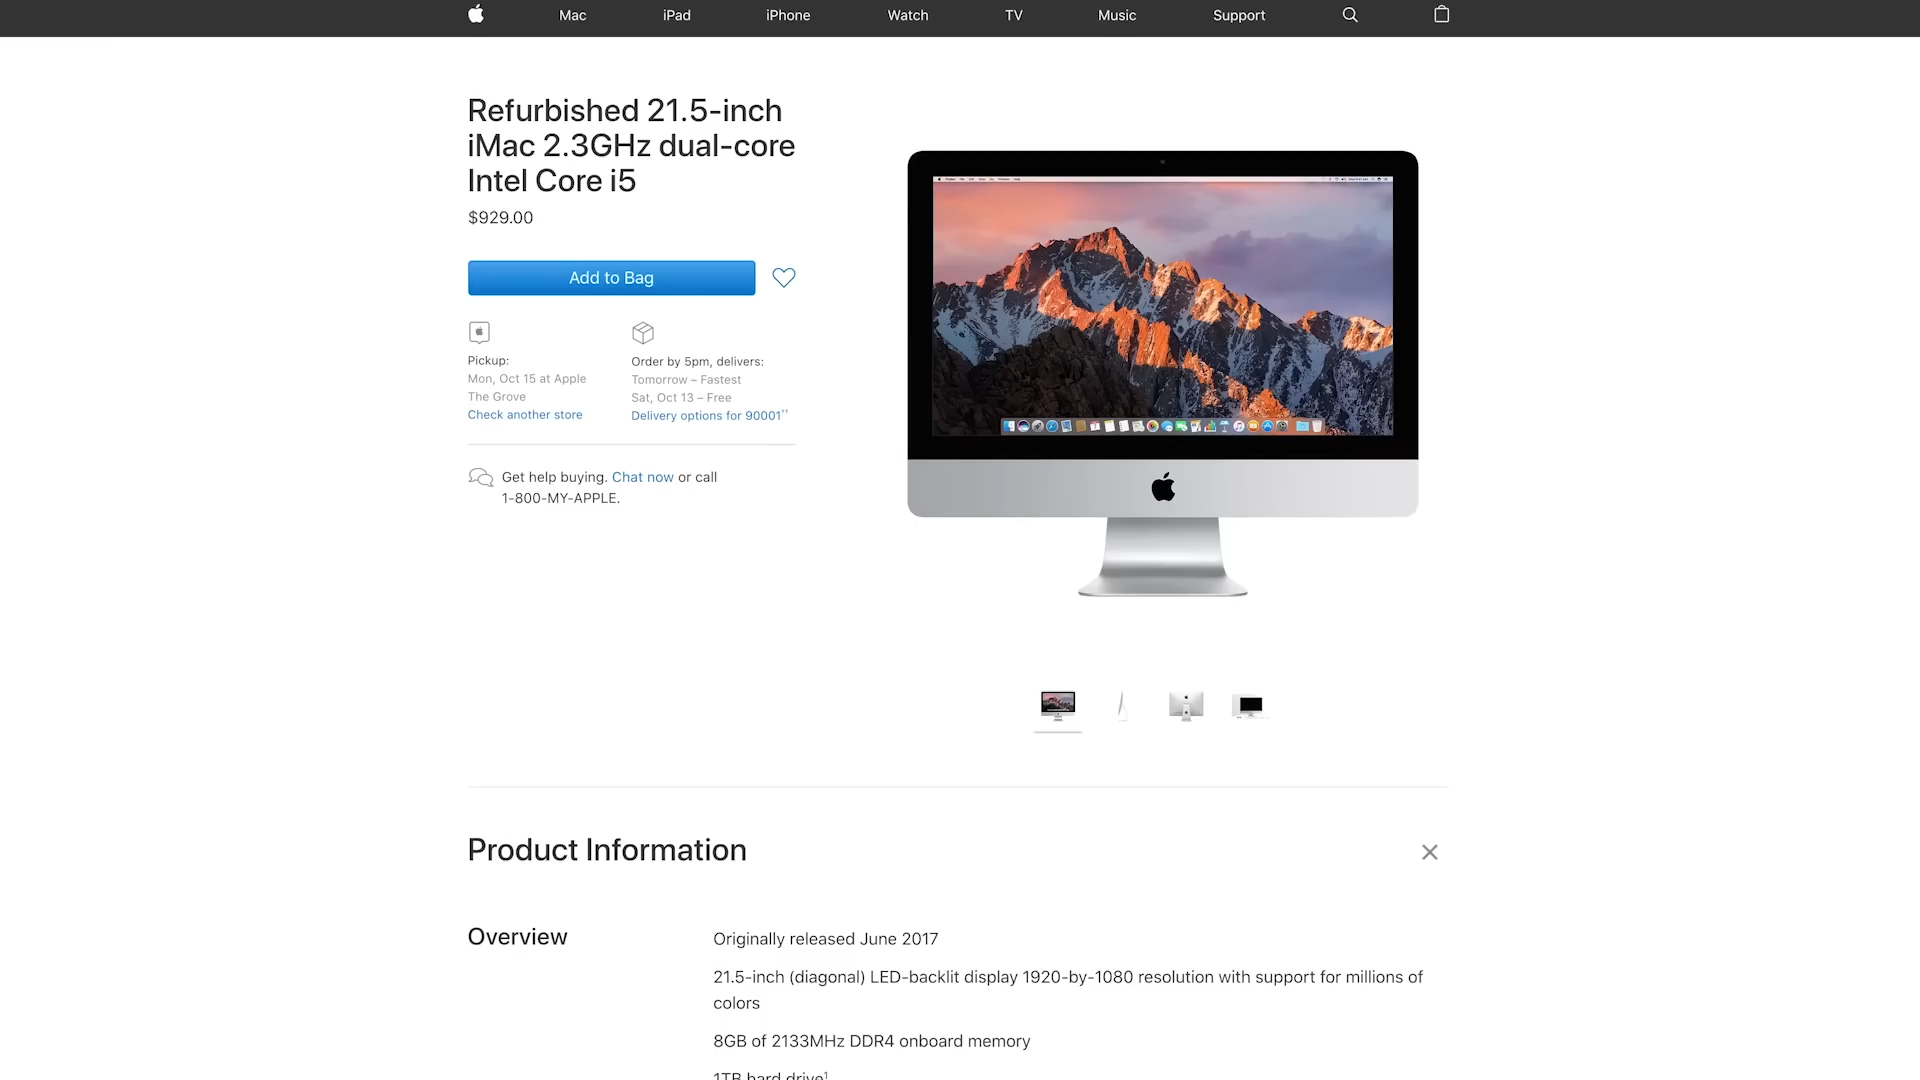 Mac iPad iPhone Watch TV Music Support
Refurbished 21.5-inch
iMac 2.3GHz dual-core
Intel Core i5
$929.00
Add to Bag
Pickup:
Mon, Oct 15 at Apple
The Grove
Check another store
Order by 5pm, delivers:
Tomorrow – Fastest
Sat, Oct 13 – Free
Delivery options for 90001††
Get help buying. Chat now or call
1-800-MY-APPLE.
Product Information
Overview
Originally released June 2017
21.5-inch (diagonal) LED-backlit display 1920-by-1080 resolution with support for millions of
colors
8GB of 2133MHz DDR4 onboard memory
1TB hard drive¹